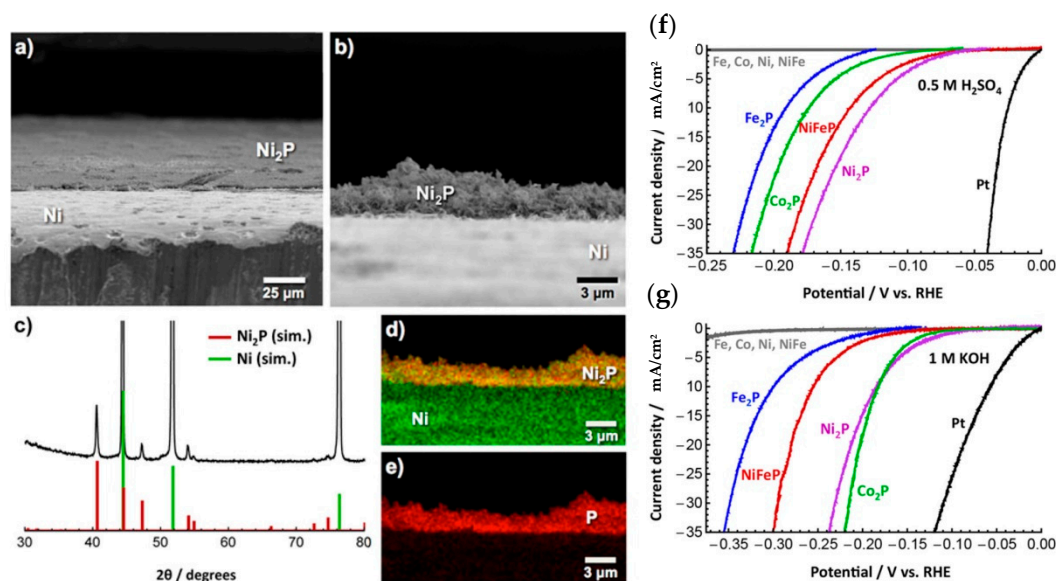 a)
Ni₂P
Ni
25 µm
b)
Ni₂P
Ni
3 µm
c)
Ni₂P (sim.)
Ni (sim.)
30 40 50 60 70 80
2θ / degrees
d)
Ni₂P
Ni
3 µm
e)
P
3 µm
(f)
Current density / mA/cm²
0
−5
−10
−15
−20
−25
−30
−35
Fe, Co, Ni, NiFe
0.5 M H₂SO₄
Fe₂P
NiFeP
Ni₂P
Co₂P
Pt
−0.25 −0.20 −0.15 −0.10 −0.05 0.00
Potential / V vs. RHE
(g)
Current density / mA/cm²
0
−5
−10
−15
−20
−25
−30
−35
Fe, Co, Ni, NiFe
1 M KOH
Fe₂P
Ni₂P
Pt
NiFeP
Co₂P
−0.35 −0.30 −0.25 −0.20 −0.15 −0.10 −0.05 0.00
Potential / V vs. RHE